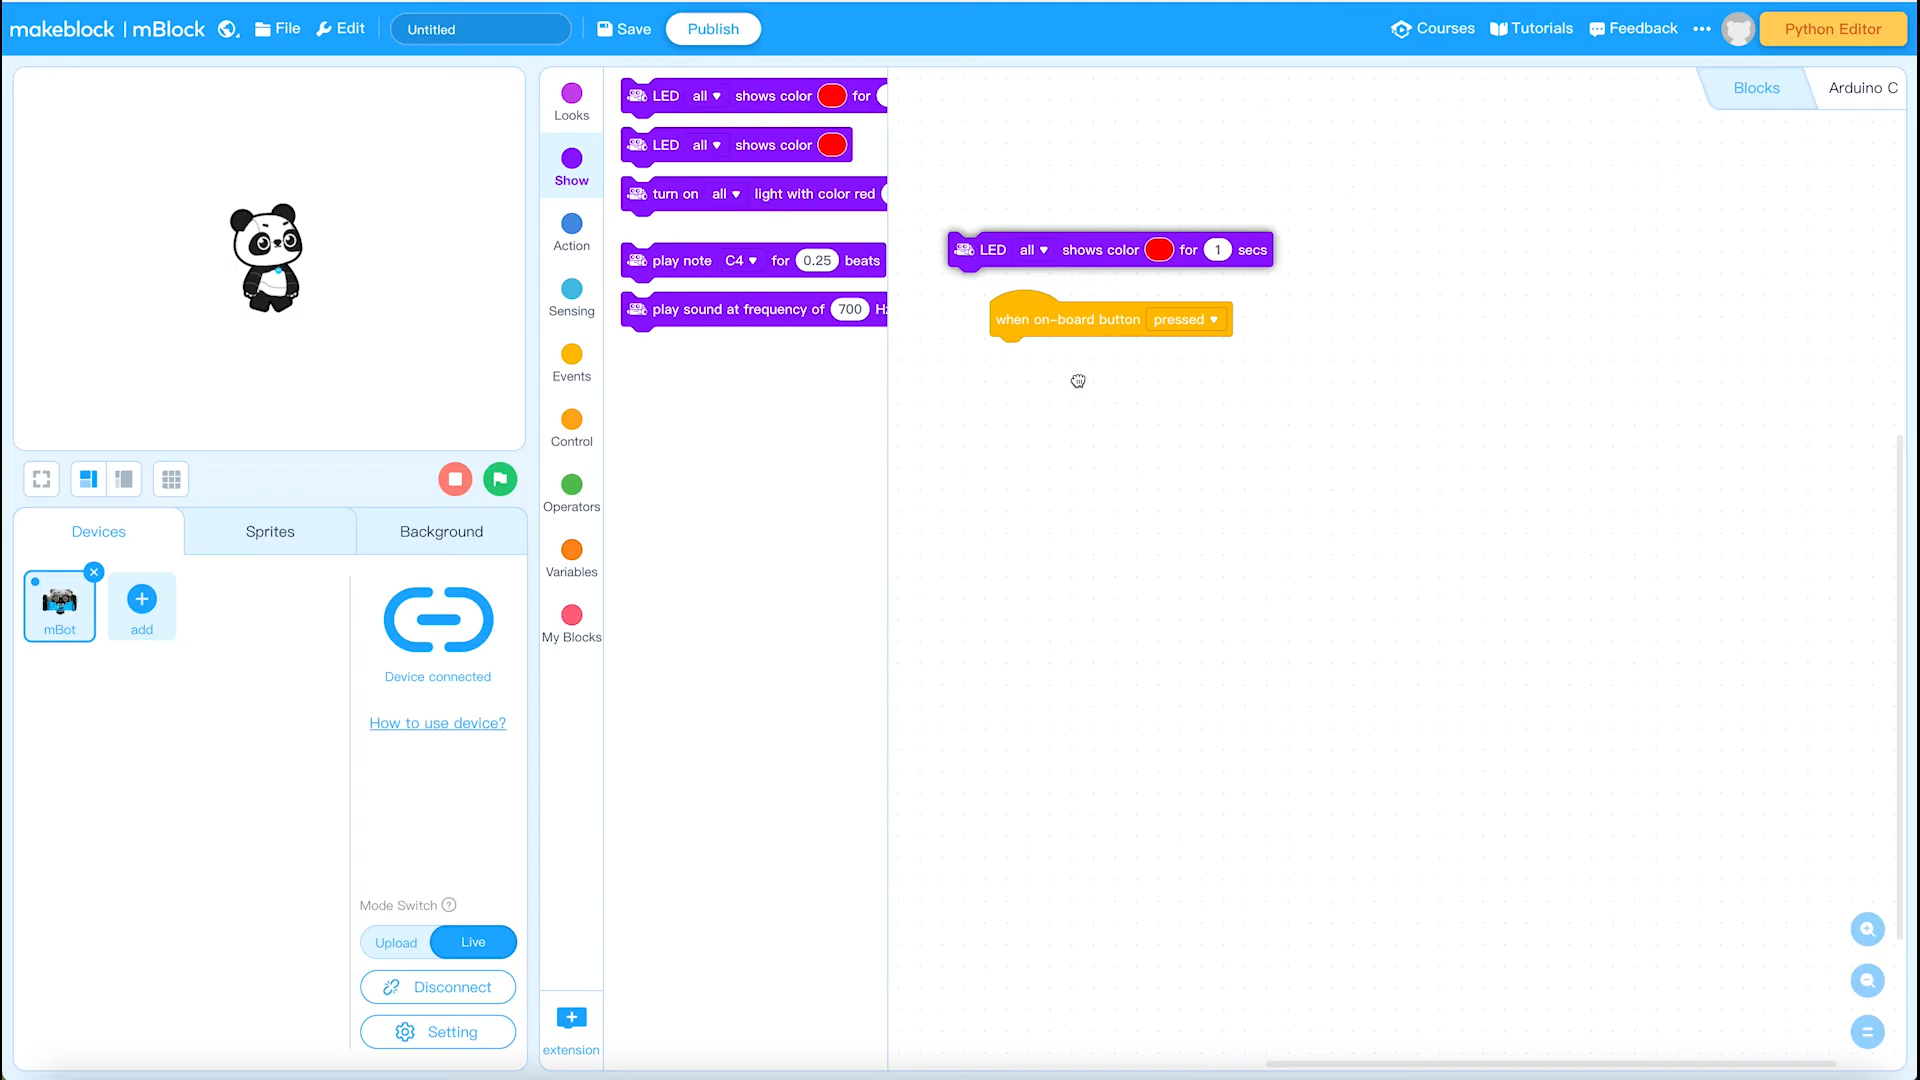 makeblock | mBlock
File
Edit
Untitled
Save
Publish
Courses
Tutorials
Feedback
Python Editor
Looks
Show
Action
Sensing
Events
Control
Operators
Variables
My Blocks
extension
LED all shows color for
LED all shows color
turn on all light with color red
play note C4 for 0.25 beats
play sound at frequency of 700
LED all shows color for 1 secs
when on-board button pressed
Blocks
Arduino C
Devices
Sprites
Background
mBot
add
Device connected
How to use device?
Mode Switch ?
Upload
Live
Disconnect
Setting